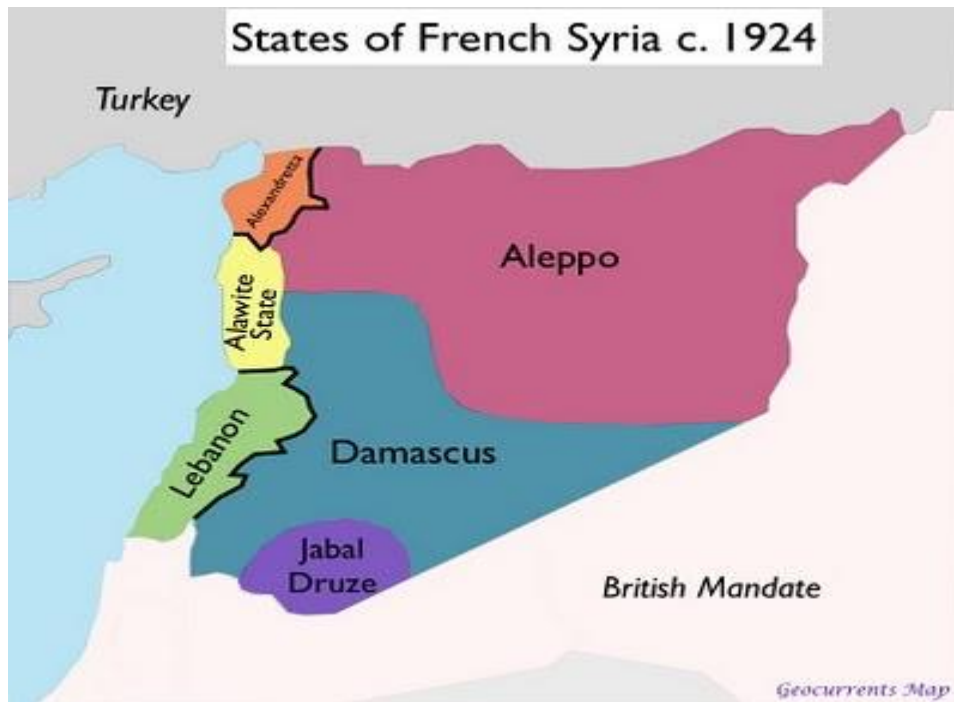 States of French Syria c. 1924
Turkey
Alexandretta
Aleppo
Alawite
State
Lebanon
Damascus
Jabal
Druze
British Mandate
Geocurrents Map